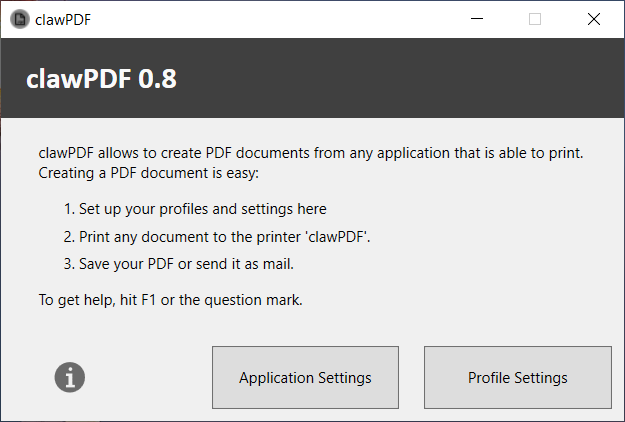 clawPDF
clawPDF 0.8
clawPDF allows to create PDF documents from any application that is able to print.
Creating a PDF document is easy:
1. Set up your profiles and settings here
2. Print any document to the printer 'clawPDF'.
3. Save your PDF or send it as mail.
To get help, hit F1 or the question mark.
Application Settings
Profile Settings